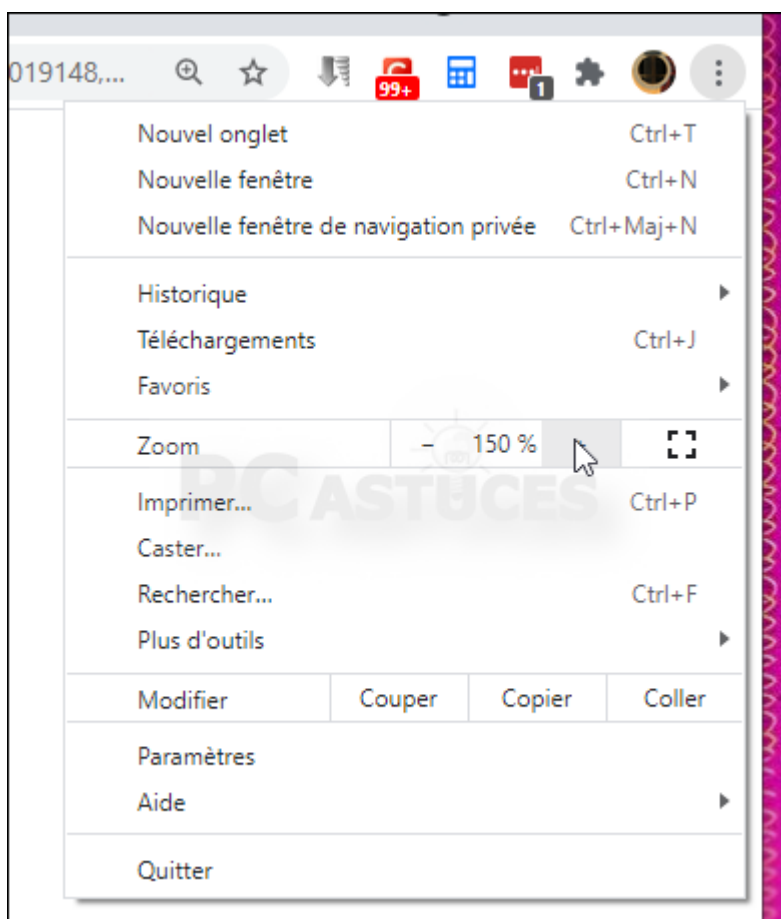 019148,...
99+
1
Nouvel onglet Ctrl+T
Nouvelle fenêtre Ctrl+N
Nouvelle fenêtre de navigation privée Ctrl+Maj+N
Historique
Téléchargements Ctrl+J
Favoris
Zoom – 150 %
PC ASTUCES
Imprimer... Ctrl+P
Caster...
Rechercher... Ctrl+F
Plus d'outils
Modifier Couper Copier Coller
Paramètres
Aide
Quitter